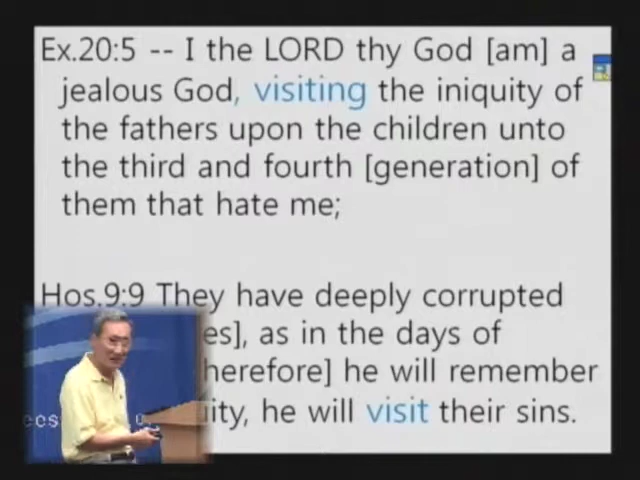 Ex.20:5 -- I the LORD thy God [am] a
jealous God, visiting the iniquity of
the fathers upon the children unto
the third and fourth [generation] of
them that hate me;
Hos.9:9 They have deeply corrupted
es], as in the days of
herefore] he will remember
uity, he will visit their sins.